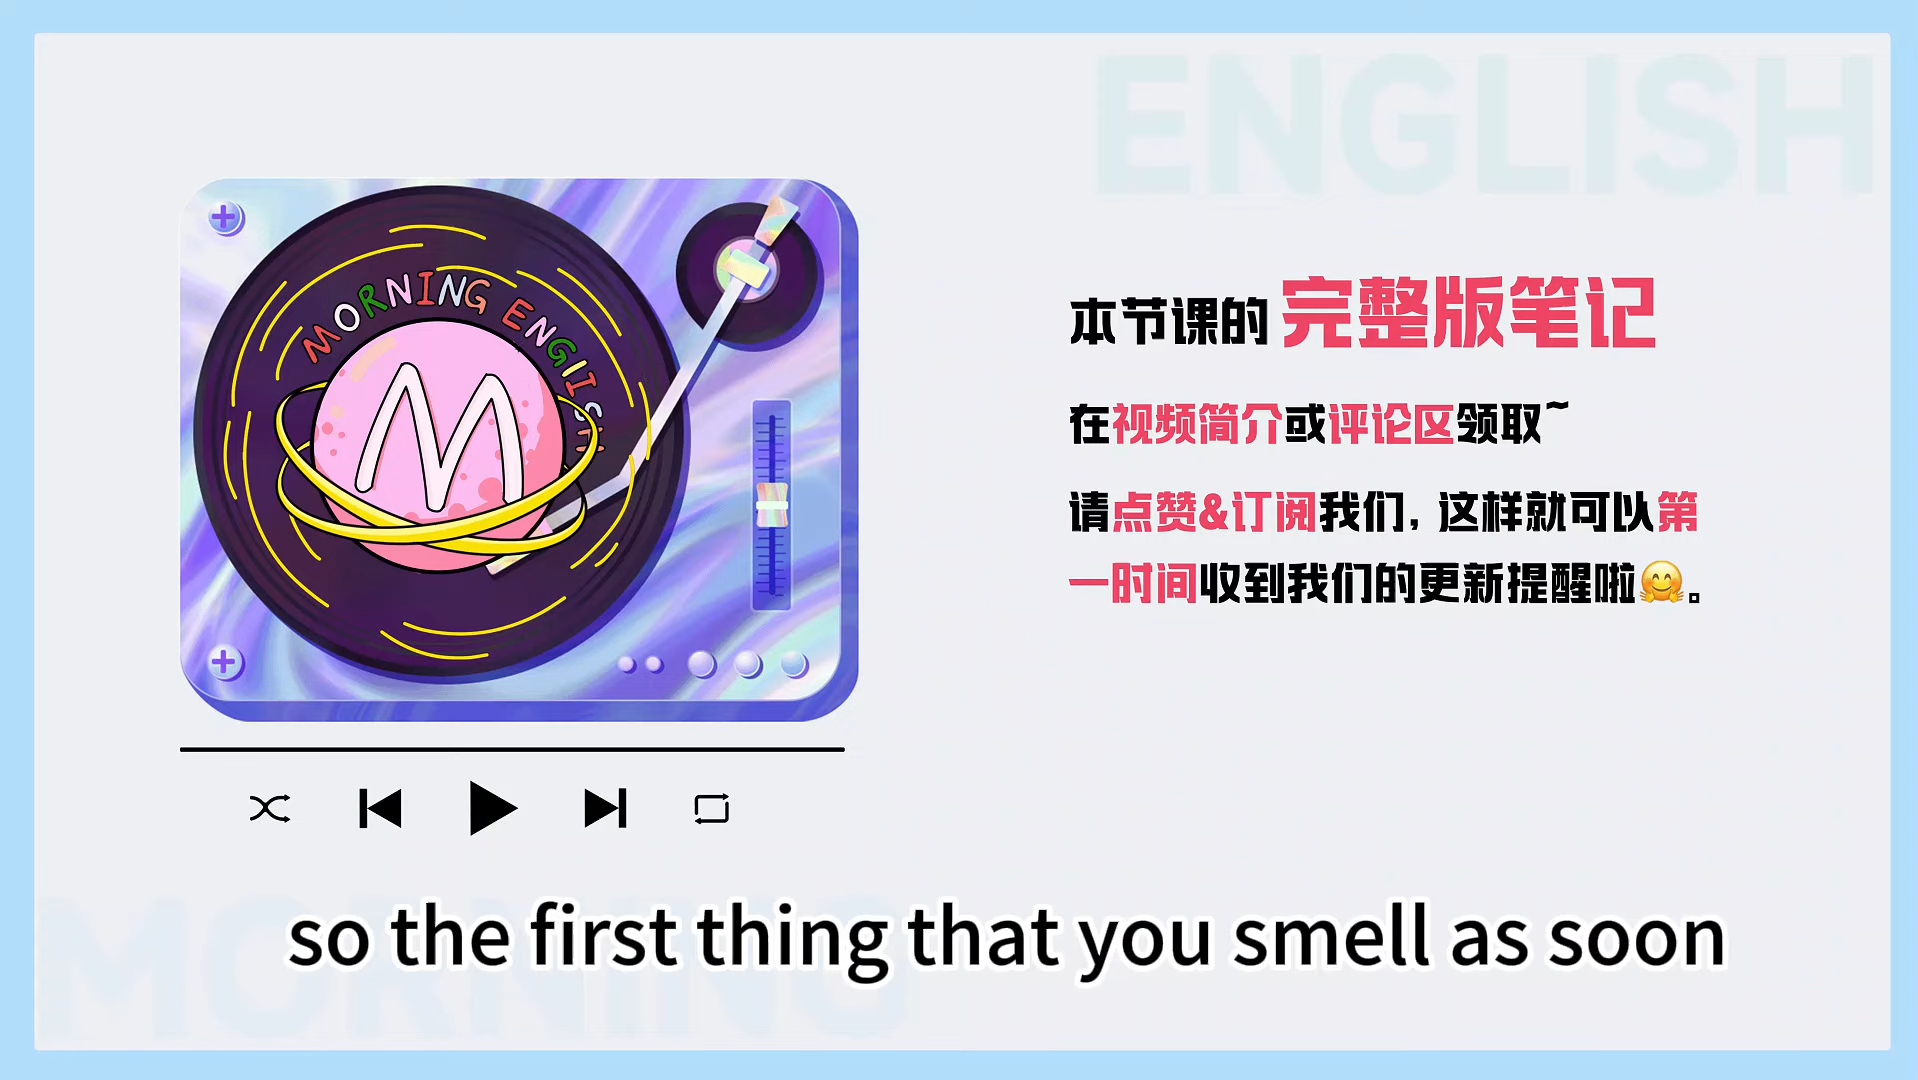 ENGLISH
MORNING ENGlISH
M
本节课的 完整版笔记
在视频简介或评论区领取~
请点赞&订阅我们, 这样就可以第
一时间收到我们的更新提醒啦🤗。
MORNING
so the first thing that you smell as soon